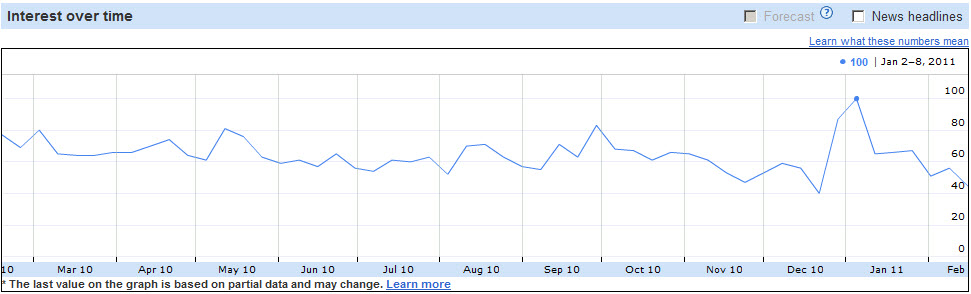 Interest over time Forecast ? News headlines
Learn what these numbers mean
100 | Jan 2–8, 2011
100
80
60
40
20
0
10 Mar 10 Apr 10 May 10 Jun 10 Jul 10 Aug 10 Sep 10 Oct 10 Nov 10 Dec 10 Jan 11 Feb
* The last value on the graph is based on partial data and may change. Learn more